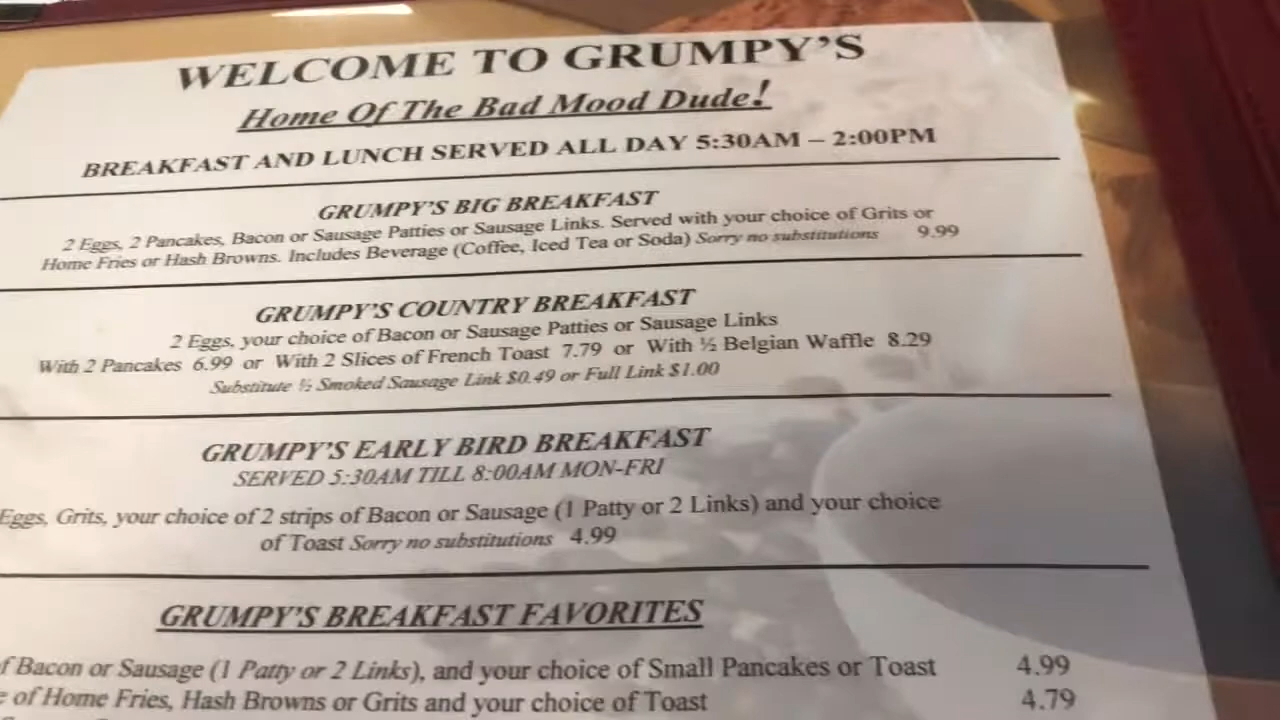 WELCOME TO GRUMPY'S
Home Of The Bad Mood Dude!
BREAKFAST AND LUNCH SERVED ALL DAY 5:30AM – 2:00PM
GRUMPY'S BIG BREAKFAST
2 Eggs, 2 Pancakes, Bacon or Sausage Patties or Sausage Links. Served with your choice of Grits or
Home Fries or Hash Browns. Includes Beverage (Coffee, Iced Tea or Soda) Sorry no substitutions 9.99
GRUMPY'S COUNTRY BREAKFAST
2 Eggs, your choice of Bacon or Sausage Patties or Sausage Links
With 2 Pancakes 6.99 or With 2 Slices of French Toast 7.79 or With ½ Belgian Waffle 8.29
Substitute ½ Smoked Sausage Link $0.49 or Full Link $1.00
GRUMPY'S EARLY BIRD BREAKFAST
SERVED 5:30AM TILL 8:00AM MON-FRI
Eggs, Grits, your choice of 2 strips of Bacon or Sausage (1 Patty or 2 Links) and your choice
of Toast Sorry no substitutions 4.99
GRUMPY'S BREAKFAST FAVORITES
Bacon or Sausage (1 Patty or 2 Links), and your choice of Small Pancakes or Toast 4.99
of Home Fries, Hash Browns or Grits and your choice of Toast 4.79